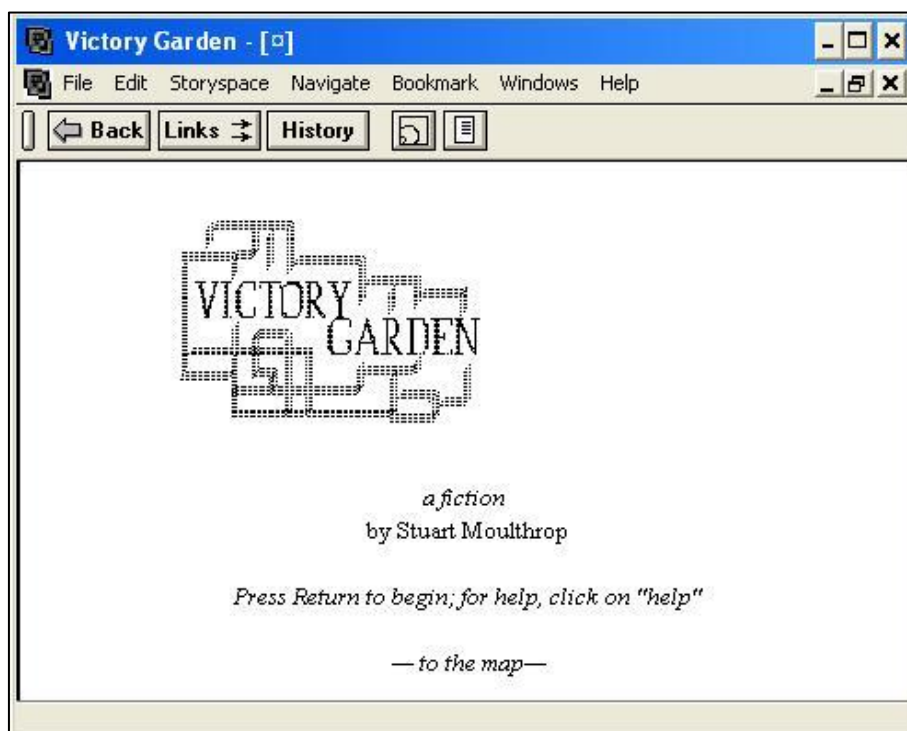 Victory Garden - [¤]
File Edit Storyspace Navigate Bookmark Windows Help
Back Links History
VICTORY
GARDEN
a fiction
by Stuart Moulthrop
Press Return to begin; for help, click on "help"
— to the map—